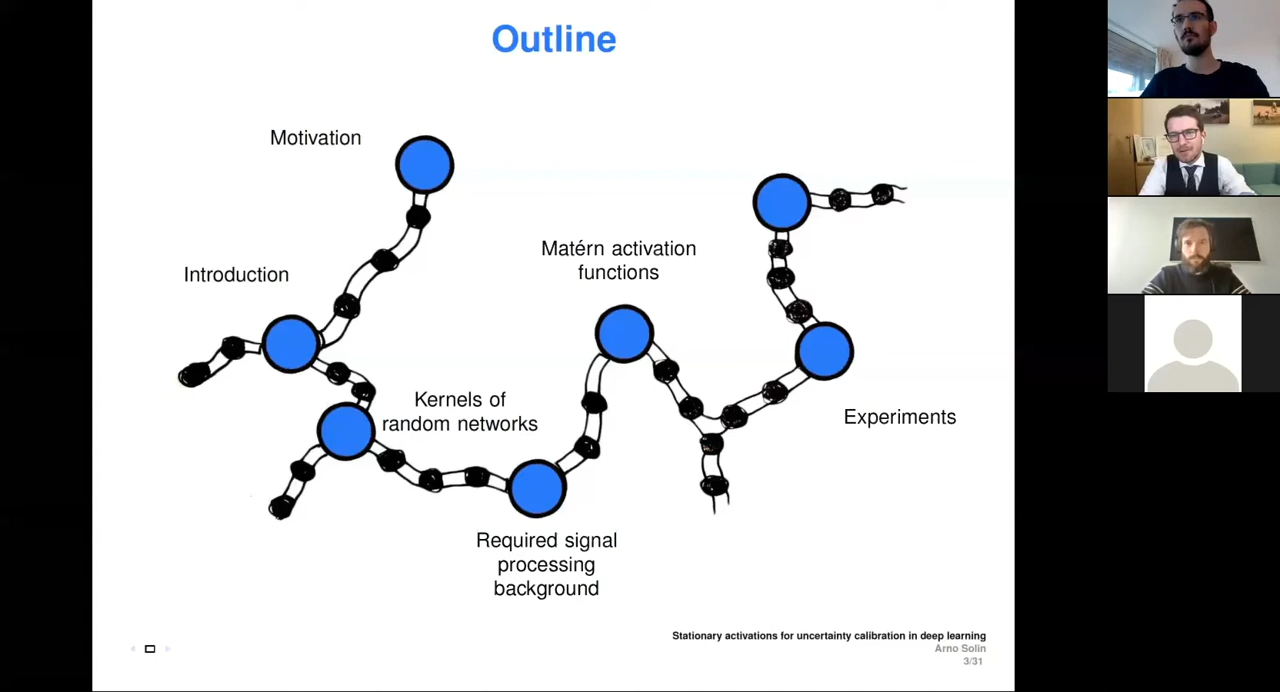 Outline
Motivation
Introduction
Matérn activation
functions
Kernels of
random networks
Experiments
Required signal
processing
background
Stationary activations for uncertainty calibration in deep learning
Arno Solin
3/31